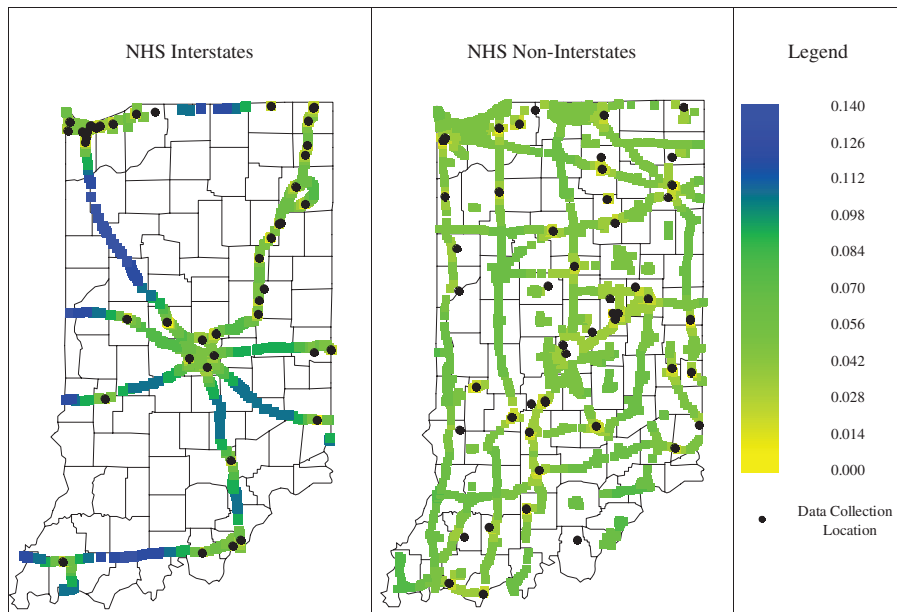 NHS Interstates
NHS Non-Interstates
Legend
0.140
0.126
0.112
0.098
0.084
0.070
0.056
0.042
0.028
0.014
0.000
Data Collection
Location